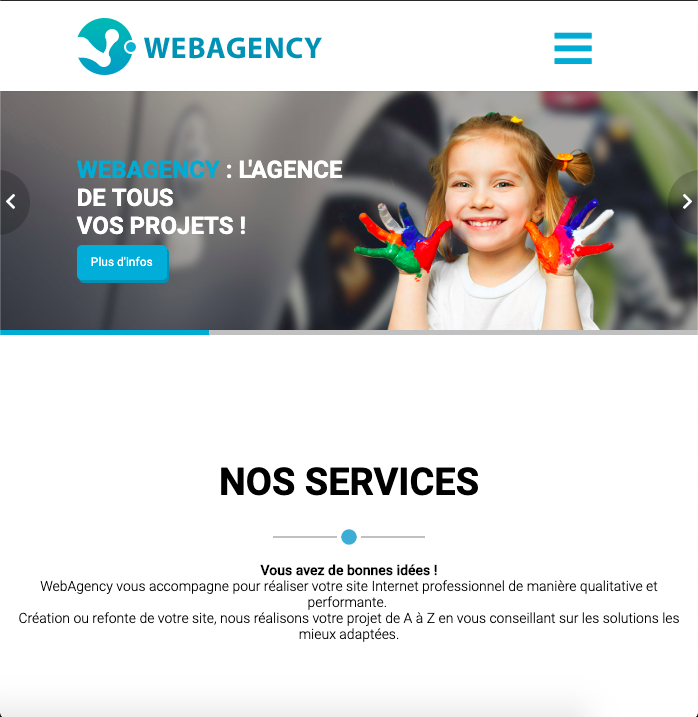 WEBAGENCY
WEBAGENCY : L'AGENCE
DE TOUS
VOS PROJETS !
Plus d'infos
NOS SERVICES
Vous avez de bonnes idées !
WebAgency vous accompagne pour réaliser votre site Internet professionnel de manière qualitative et
performante.
Création ou refonte de votre site, nous réalisons votre projet de A à Z en vous conseillant sur les solutions les
mieux adaptées.